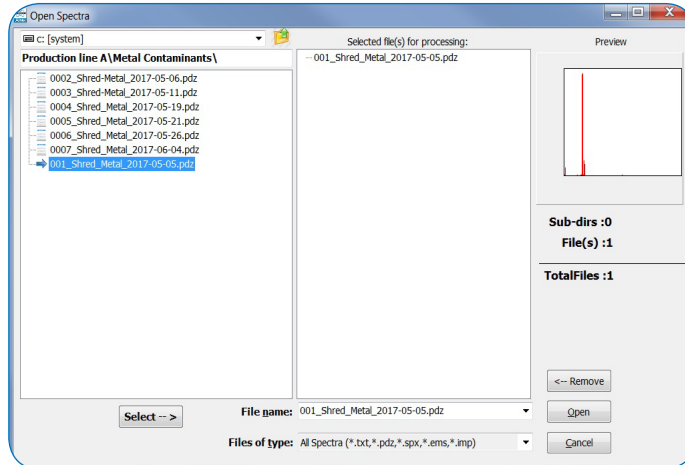 Open Spectra
c: [system]
Selected file(s) for processing:
Preview
Production line A\Metal Contaminants\
001_Shred_Metal_2017-05-05.pdz
0002_Shred-Metal_2017-05-06.pdz
0003_Shred-Metal_2017-05-11.pdz
0004_Shred_Metal_2017-05-19.pdz
0005_Shred_Metal_2017-05-21.pdz
0006_Shred_Metal_2017-05-26.pdz
0007_Shred_Metal_2017-06-04.pdz
001_Shred_Metal_2017-05-05.pdz
Sub-dirs :0
File(s) :1
TotalFiles :1
<-- Remove
Select -- >
File name: 001_Shred_Metal_2017-05-05.pdz
Open
Files of type: All Spectra (*.txt,*.pdz,*.spx,*.ems,*.imp)
Cancel